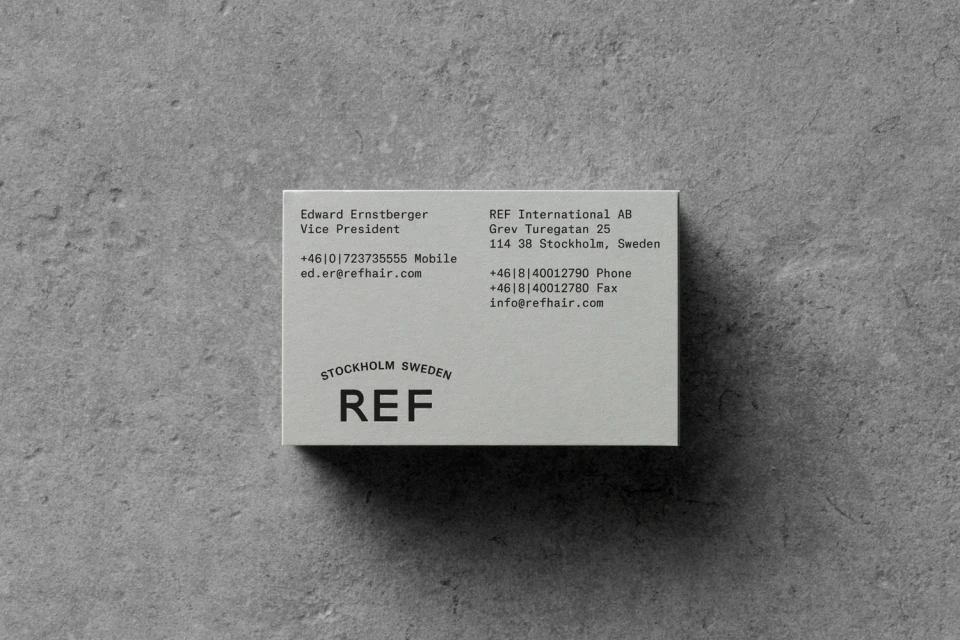 Edward Ernstberger
Vice President
+46|0|723735555 Mobile
ed.er@refhair.com
REF International AB
Grev Turegatan 25
114 38 Stockholm, Sweden
+46|8|40012790 Phone
+46|8|40012780 Fax
info@refhair.com
STOCKHOLM SWEDEN
REF